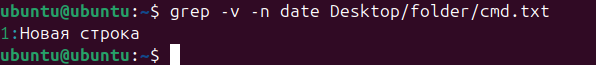 ubuntu@ubuntu:~$ grep -v -n date Desktop/folder/cmd.txt
1:Новая строка
ubuntu@ubuntu:~$